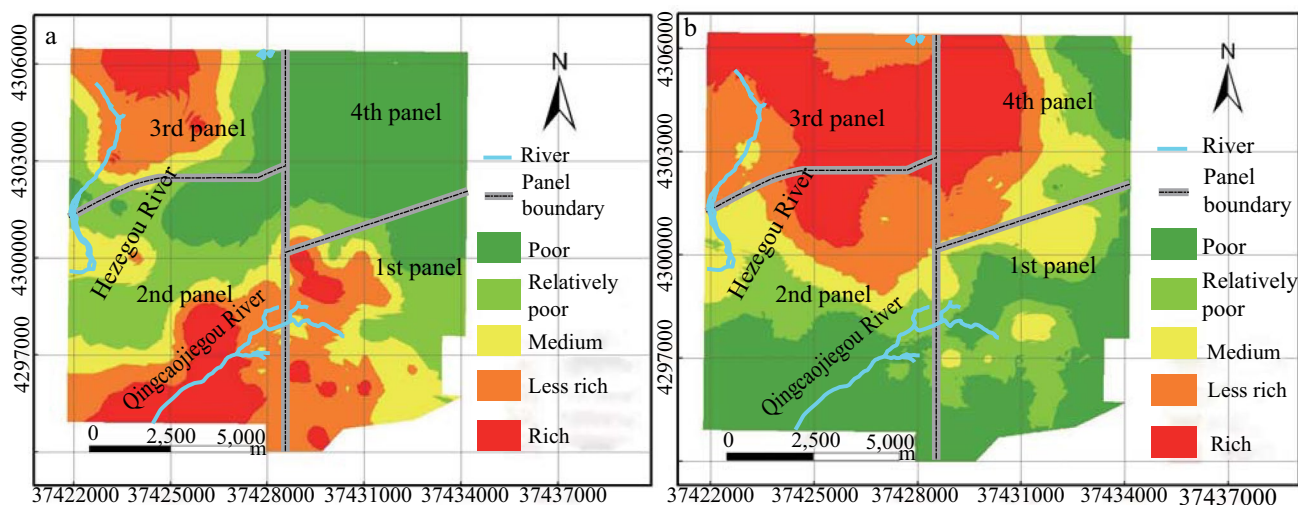 a
N
4th panel
3rd panel
1st panel
2nd panel
Hezegou River
Qingcaojiegou River
River
Panel
boundary
Poor
Relatively
poor
Medium
Less rich
Rich
0 2,500 5,000
m
4306000
4303000
4300000
4297000
37422000 37425000 37428000 37431000 37434000 37437000
b
N
4th panel
3rd panel
1st panel
2nd panel
Hezegou River
Qingcaojiegou River
River
Panel
boundary
Poor
Relatively
poor
Medium
Less rich
Rich
0 2,500 5,000
m
4306000
4303000
4300000
4297000
37422000 37425000 37428000 37431000 37434000 37437000